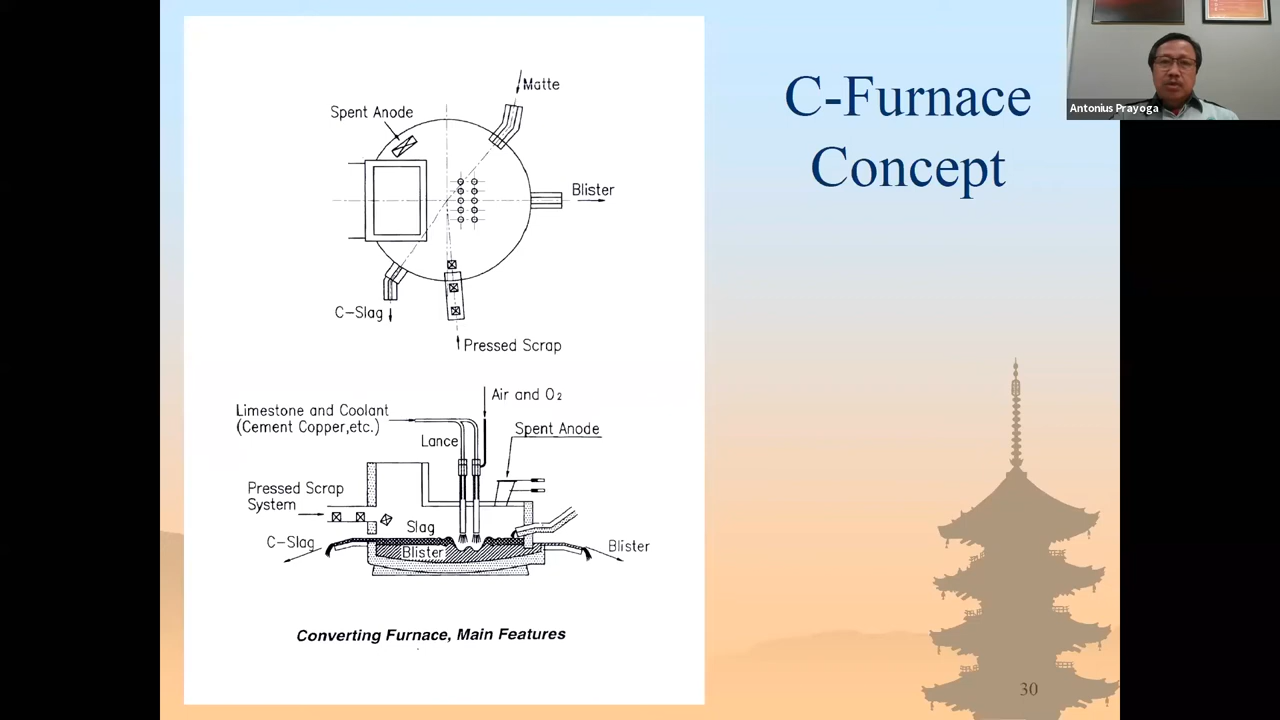 C-Furnace
Concept
Antonius Prayoga
Matte
Spent Anode
Blister
C-Slag
Pressed Scrap
Air and O₂
Limestone and Coolant
(Cement Copper,etc.)
Spent Anode
Lance
Pressed Scrap
System
Slag
C-Slag
Blister
Blister
Converting Furnace, Main Features
30